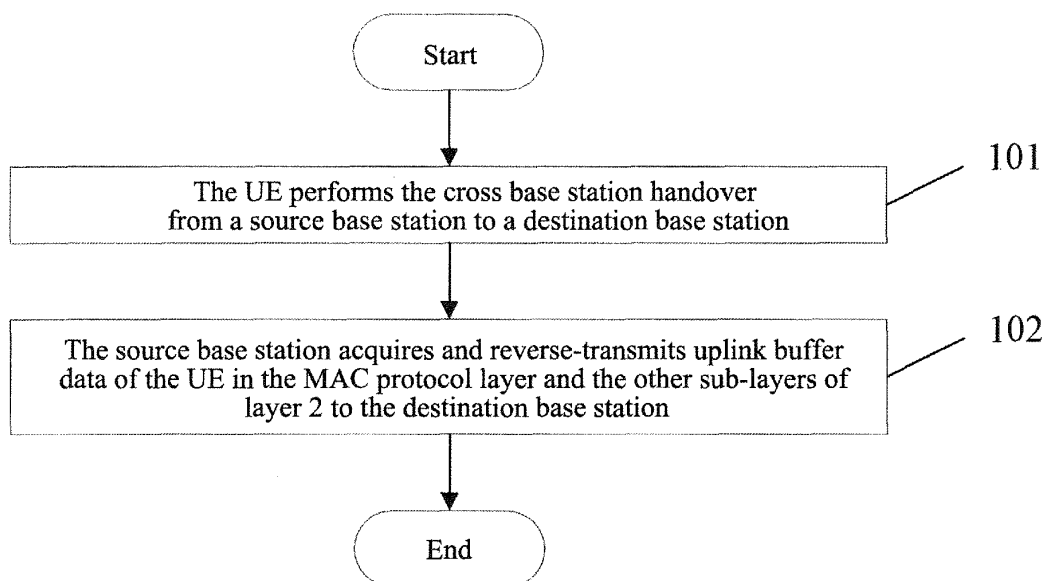 Start
101
The UE performs the cross base station handover
from a source base station to a destination base station
102
The source base station acquires and reverse-transmits uplink buffer
data of the UE in the MAC protocol layer and the other sub-layers of
layer 2 to the destination base station
End